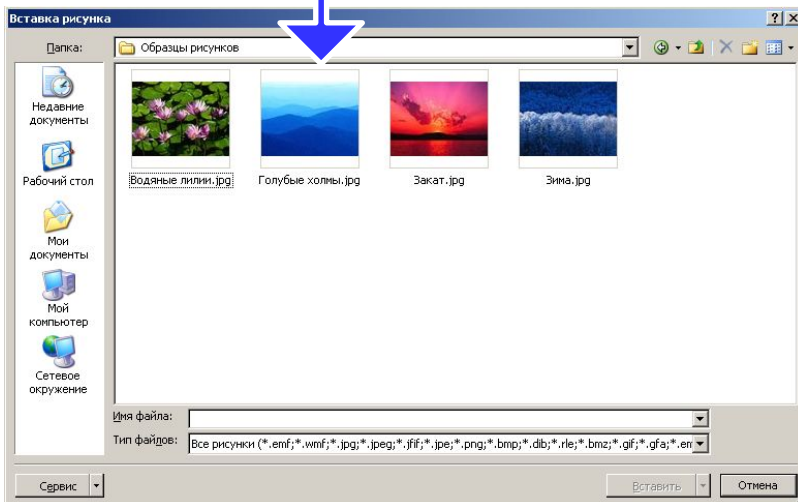 Вставка рисунка
Папка:
Образцы рисунков
Недавние
документы
Рабочий стол
Мои
документы
Мой
компьютер
Сетевое
окружение
Водяные лилии.jpg
Голубые холмы.jpg
Закат.jpg
Зима.jpg
Имя файла:
Тип файлов:
Все рисунки (*.emf;*.wmf;*.jpg;*.jpeg;*.jfif;*.jpe;*.png;*.bmp;*.dib;*.rle;*.bmz;*.gif;*.gfa;*.em
Сервис
Вставить
Отмена